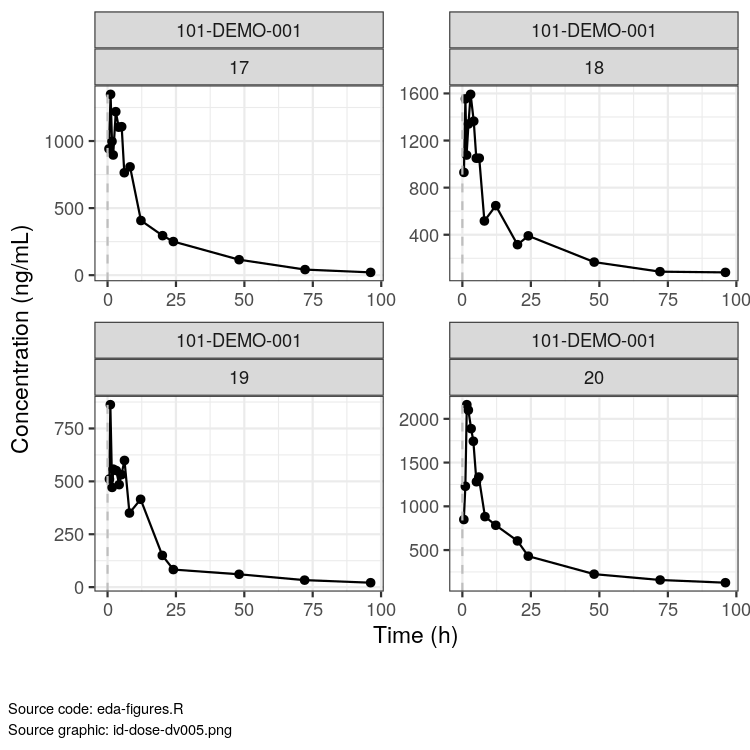 101-DEMO-001
101-DEMO-001
17
18
1000
500
0
1600
1200
800
400
0 25 50 75 100
0 25 50 75 100
101-DEMO-001
101-DEMO-001
19
20
750
500
250
0
2000
1500
1000
500
0 25 50 75 100
0 25 50 75 100
Concentration (ng/mL)
Time (h)
Source code: eda-figures.R
Source graphic: id-dose-dv005.png